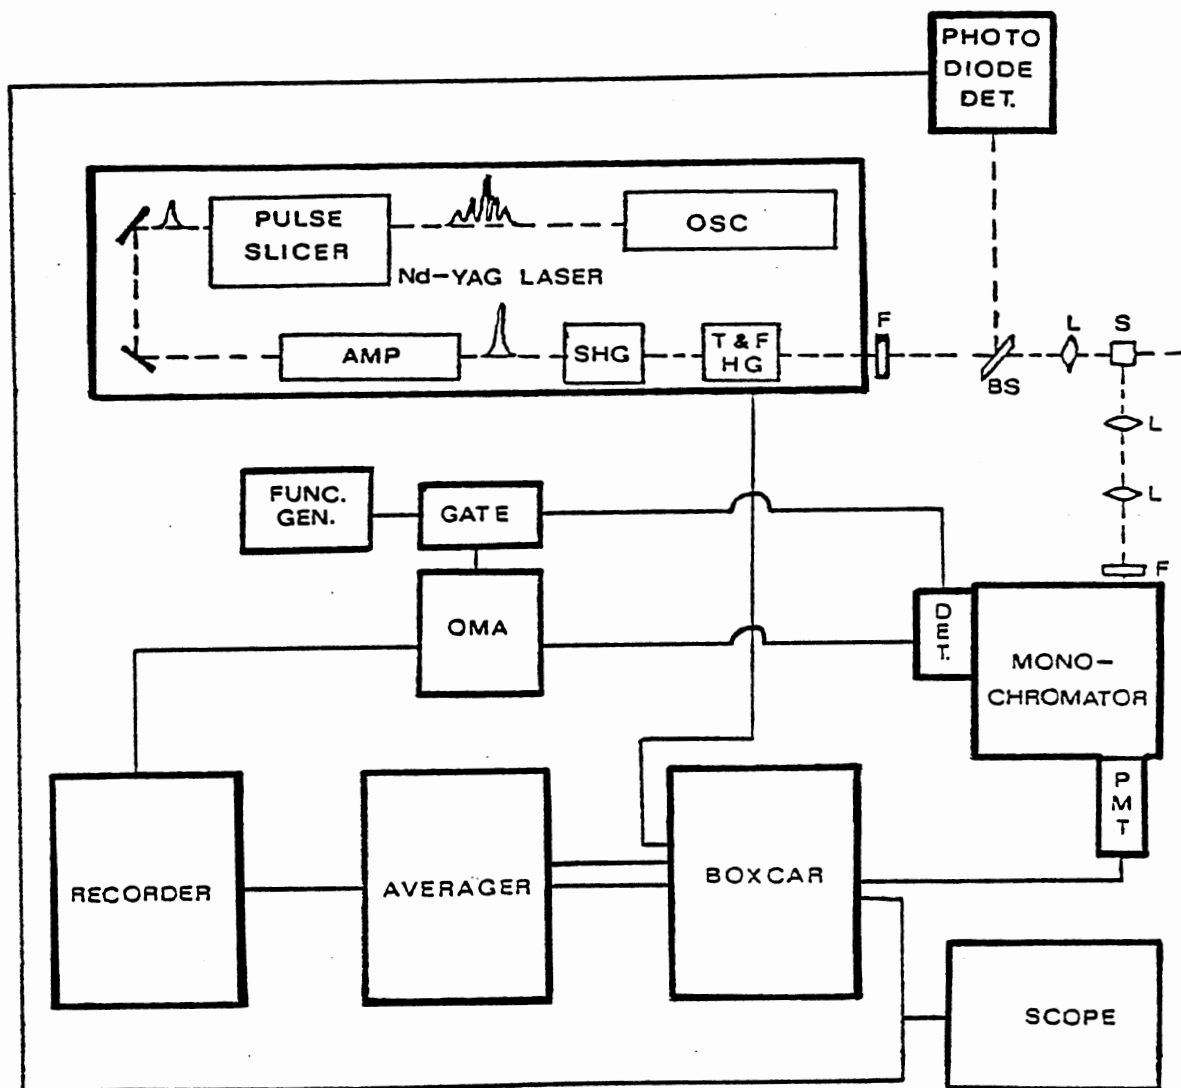 PHOTO
DIODE
DET.
PULSE
SLICER
OSC
Nd-YAG LASER
AMP
SHG
T & F
HG
F
BS
L
S
L
L
F
FUNC.
GEN.
GATE
OMA
DET.
MONO-
CHROMATOR
PMT
RECORDER
AVERAGER
BOXCAR
SCOPE